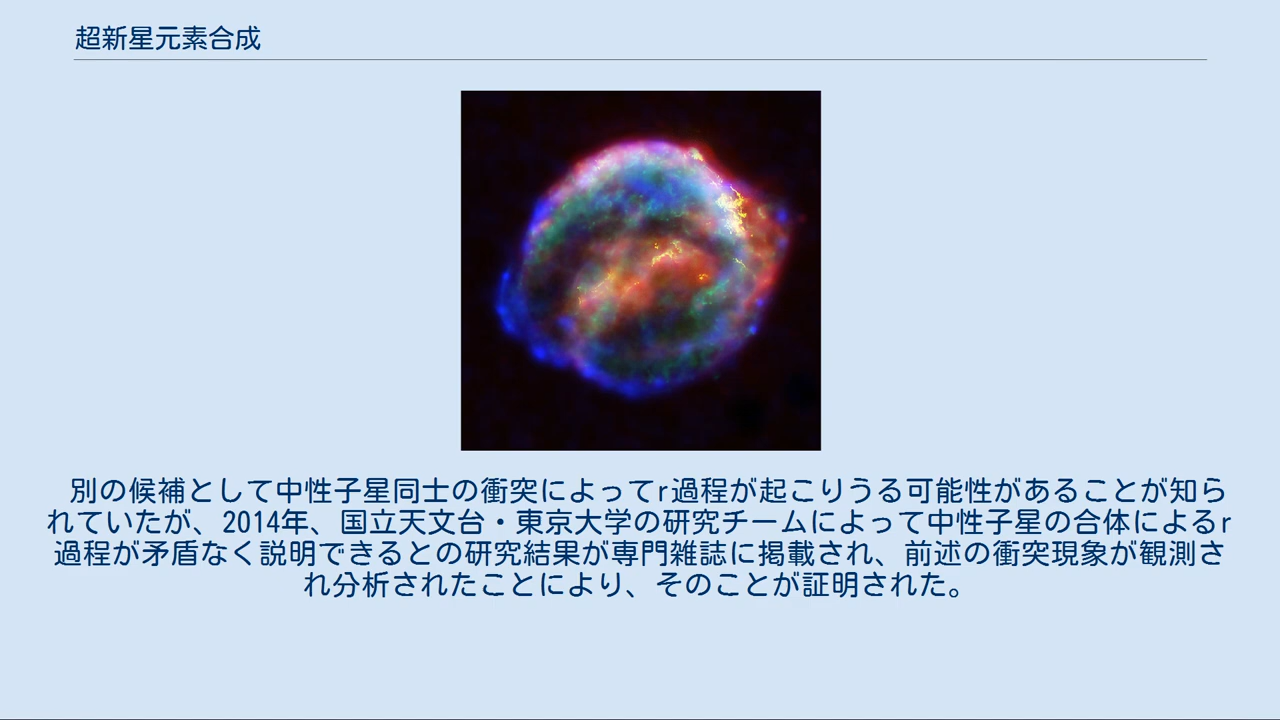 超新星元素合成
別の候補として中性子星同士の衝突によってr過程が起こりうる可能性があることが知ら
れていたが、2014年、国立天文台・東京大学の研究チームによって中性子星の合体によるr
過程が矛盾なく説明できるとの研究結果が専門雑誌に掲載され、前述の衝突現象が観測さ
れ分析されたことにより、そのことが証明された。